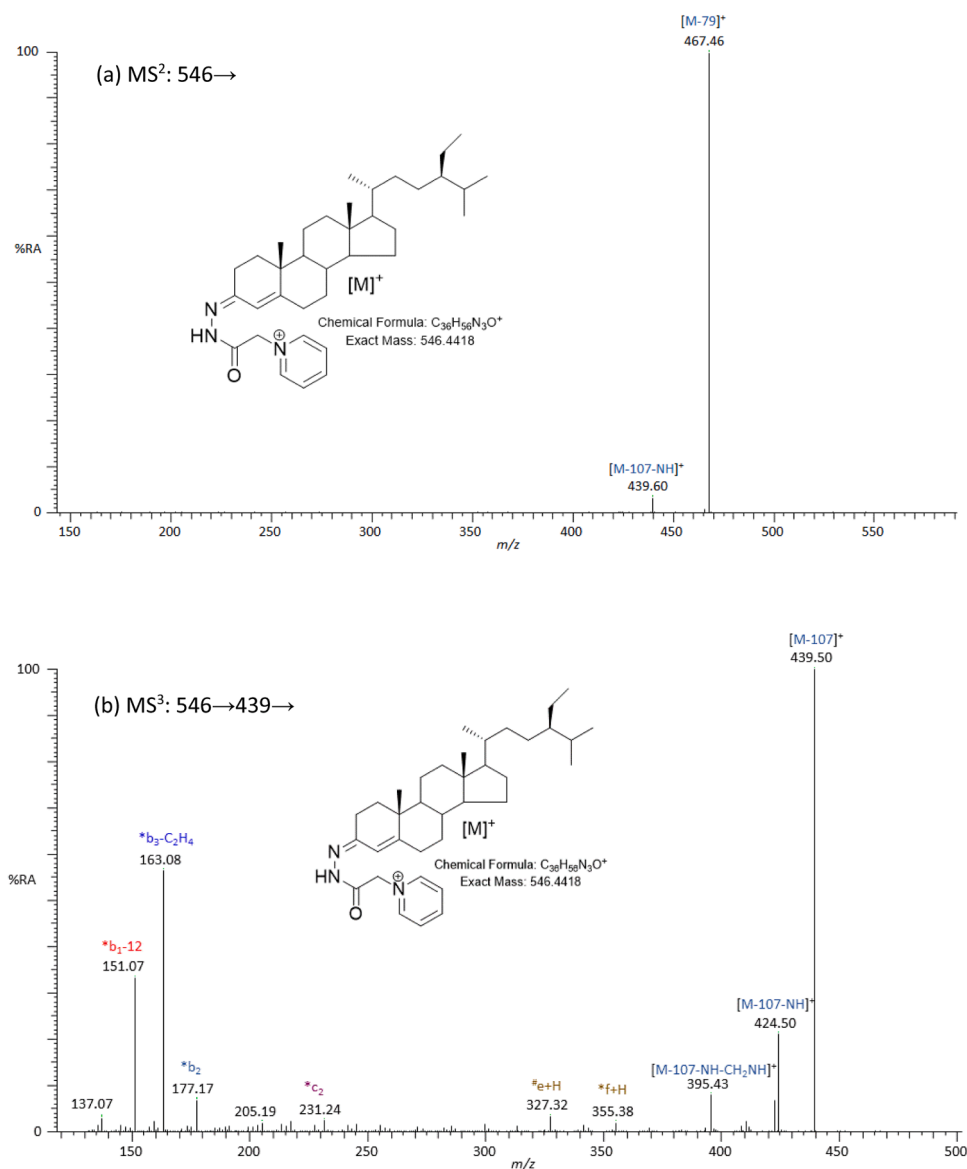 [M-79]⁺
467.46
100
(a) MS²: 546→
[M]⁺
%RA
N
HN
N
⊕
O
Chemical Formula: C₃₆H₅₆N₃O⁺
Exact Mass: 546.4418
[M-107-NH]⁺
439.60
0
150 200 250 300 350 400 450 500 550
m/z
[M-107]⁺
439.50
100
(b) MS³: 546→439→
[M]⁺
*b₃-C₂H₄
163.08
%RA
N
HN
N
⊕
O
Chemical Formula: C₃₆H₅₆N₃O⁺
Exact Mass: 546.4418
*b₁-12
151.07
[M-107-NH]⁺
424.50
*b₂
177.17
[M-107-NH-CH₂NH]⁺
395.43
137.07
205.19
*c₂
231.24
#e+H
327.32
*f+H
355.38
0
150 200 250 300 350 400 450 500
m/z